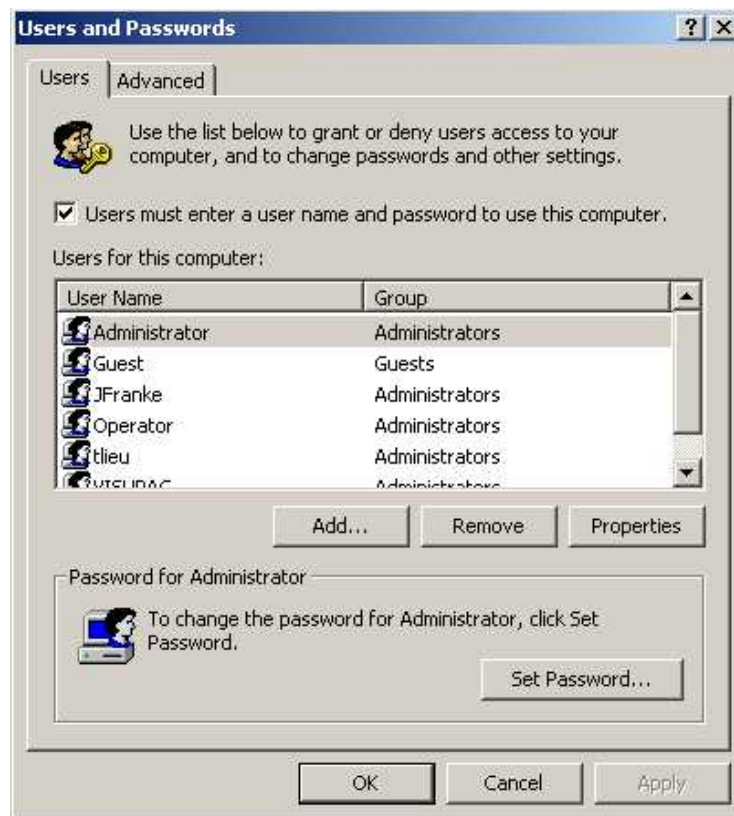 Users and Passwords
Users Advanced
Use the list below to grant or deny users access to your
computer, and to change passwords and other settings.
Users must enter a user name and password to use this computer.
Users for this computer:
User Name Group
Administrator Administrators
Guest Guests
JFranke Administrators
Operator Administrators
tlieu Administrators
Administrators
Add... Remove Properties
Password for Administrator
To change the password for Administrator, click Set
Password.
Set Password...
OK Cancel Apply